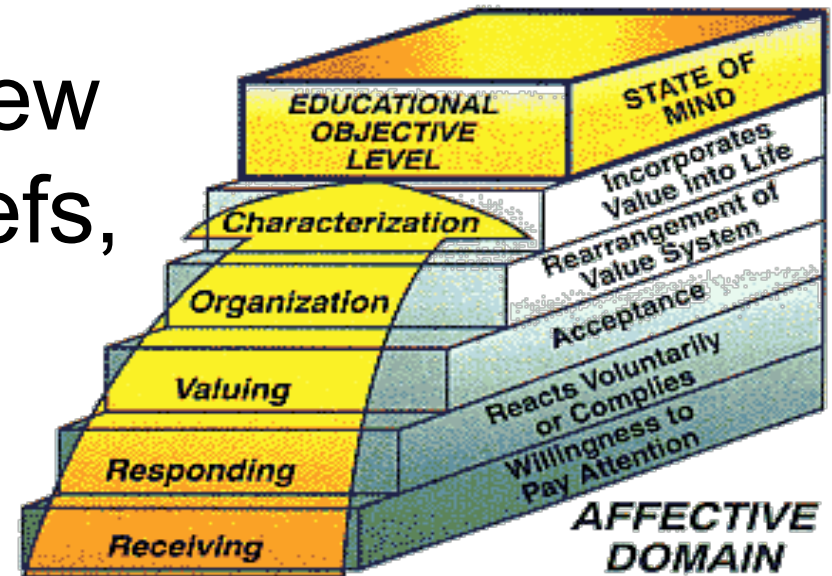 ew
efs,
EDUCATIONAL
OBJECTIVE
LEVEL
STATE OF
MIND
Characterization
Incorporates
Value into Life
Organization
Rearrangement of
Value System
Valuing
Acceptance
Responding
Reacts Voluntarily
or Complies
Receiving
Willingness to
Pay Attention
AFFECTIVE
DOMAIN